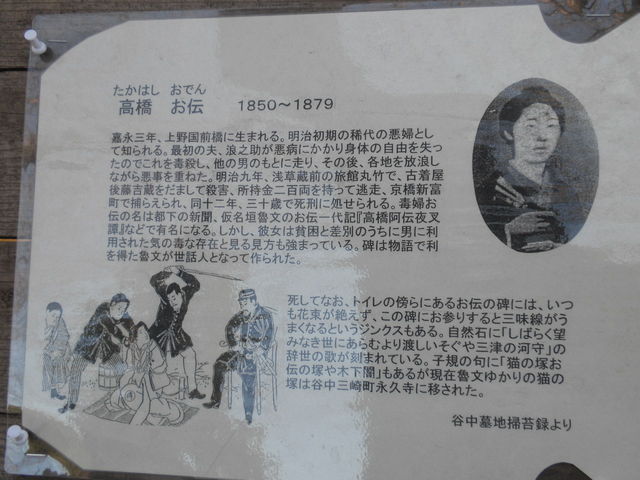 たかはし おでん
高橋 お伝 1850~1879
嘉永三年、上野国前橋に生まれる。明治初期の稀代の悪婦とし
て知られる。最初の夫、浪之助が悪病にかかり身体の自由を失っ
たのでこれを毒殺し、他の男のもとに走り、その後、各地を放浪し
ながら悪事を重ねた。明治九年、浅草蔵前の旅館丸竹で、古着屋
後藤吉蔵をだまして殺害、所持金二百両を持って逃走、京橋新富
町で捕らえられ、同十二年、三十歳で死刑に処せられる。毒婦お
伝の名は都下の新聞、仮名垣魯文のお伝一代記『高橋阿伝夜叉
譚』などで有名になる。しかし、彼女は貧困と差別のうちに男に利
用された気の毒な存在と見る見方も強まっている。碑は物語で利
を得た魯文が世話人となって作られた。
死してなお、トイレの傍らにあるお伝の碑には、いつ
も花束が絶えず、この碑にお参りすると三味線がう
まくなるというジンクスもある。自然石に「しばらく望
みなき世にあらむより渡しいそぐや三津の河守」の
辞世の歌が刻まれている。子規の句に「猫の塚お
伝の塚や木下闇」もあるが現在魯文ゆかりの猫の
塚は谷中三崎町永久寺に移された。
谷中墓地掃苔録より